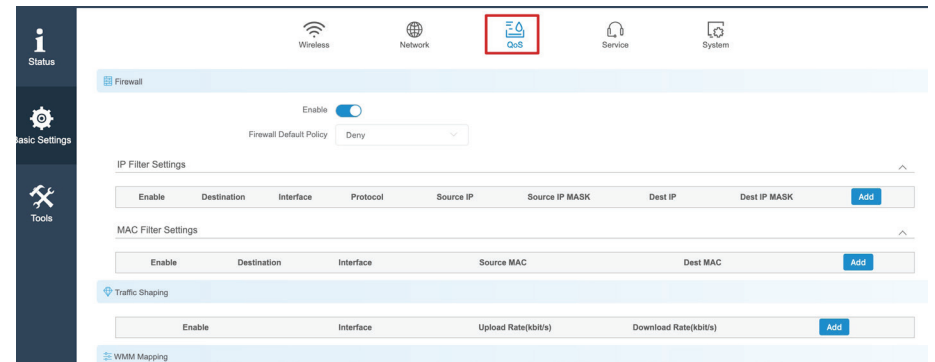 Status
Basic Settings
Tools
Wireless Network QoS Service System
Firewall
Enable
Firewall Default Policy Deny
IP Filter Settings
Enable Destination Interface Protocol Source IP Source IP MASK Dest IP Dest IP MASK Add
MAC Filter Settings
Enable Destination Interface Source MAC Dest MAC Add
Traffic Shaping
Enable Interface Upload Rate(kbit/s) Download Rate(kbit/s) Add
WMM Mapping